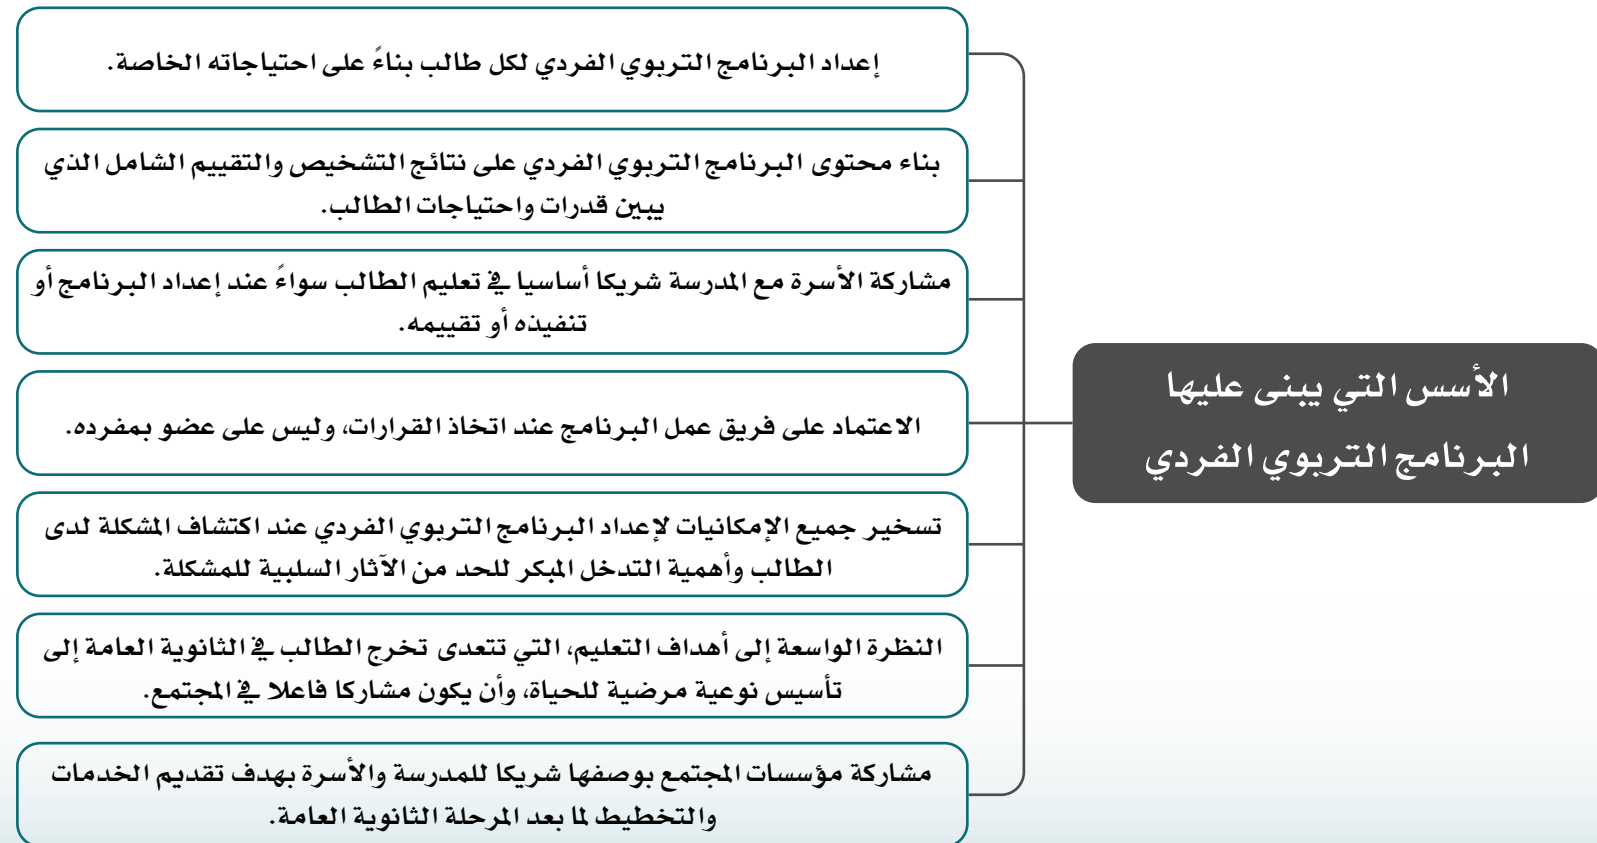 الأسس التي يبنى عليها
البرنامج التربوي الفردي
إعداد البرنامج التربوي الفردي لكل طالب بناءً على احتياجاته الخاصة.
بناء محتوى البرنامج التربوي الفردي على نتائج التشخيص والتقييم الشامل الذي
يبين قدرات واحتياجات الطالب.
مشاركة الأسرة مع المدرسة شريكا أساسيا في تعليم الطالب سواءً عند إعداد البرنامج أو
تنفيذه أو تقييمه.
الاعتماد على فريق عمل البرنامج عند اتخاذ القرارات، وليس على عضو بمفرده.
تسخير جميع الإمكانيات لإعداد البرنامج التربوي الفردي عند اكتشاف المشكلة لدى
الطالب وأهمية التدخل المبكر للحد من الآثار السلبية للمشكلة.
النظرة الواسعة إلى أهداف التعليم، التي تتعدى تخرج الطالب في الثانوية العامة إلى
تأسيس نوعية مرضية للحياة، وأن يكون مشاركا فاعلا في المجتمع.
مشاركة مؤسسات المجتمع بوصفها شريكا للمدرسة والأسرة بهدف تقديم الخدمات
والتخطيط لما بعد المرحلة الثانوية العامة.